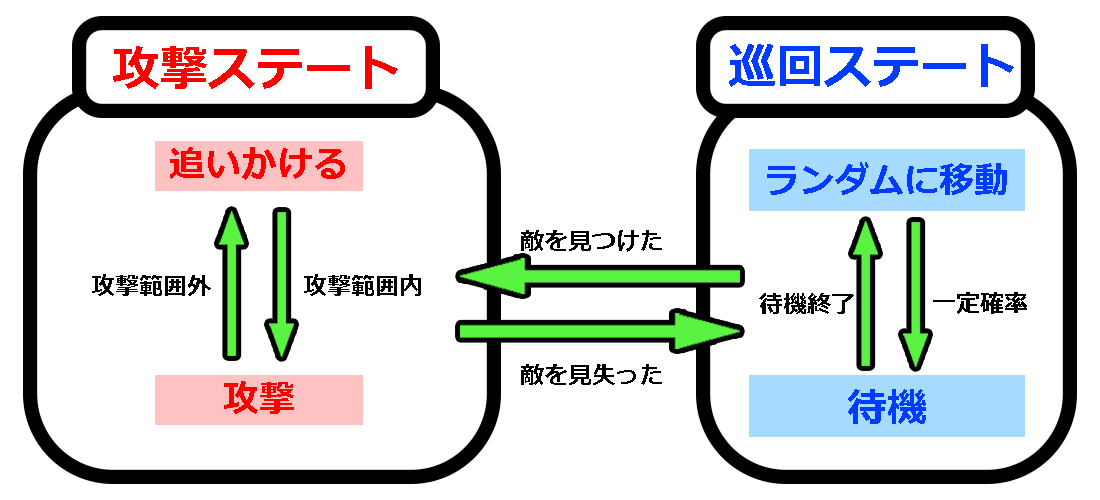 攻撃ステート
巡回ステート
追いかける
攻撃範囲外
攻撃範囲内
攻撃
敵を見つけた
敵を見失った
ランダムに移動
待機終了
一定確率
待機